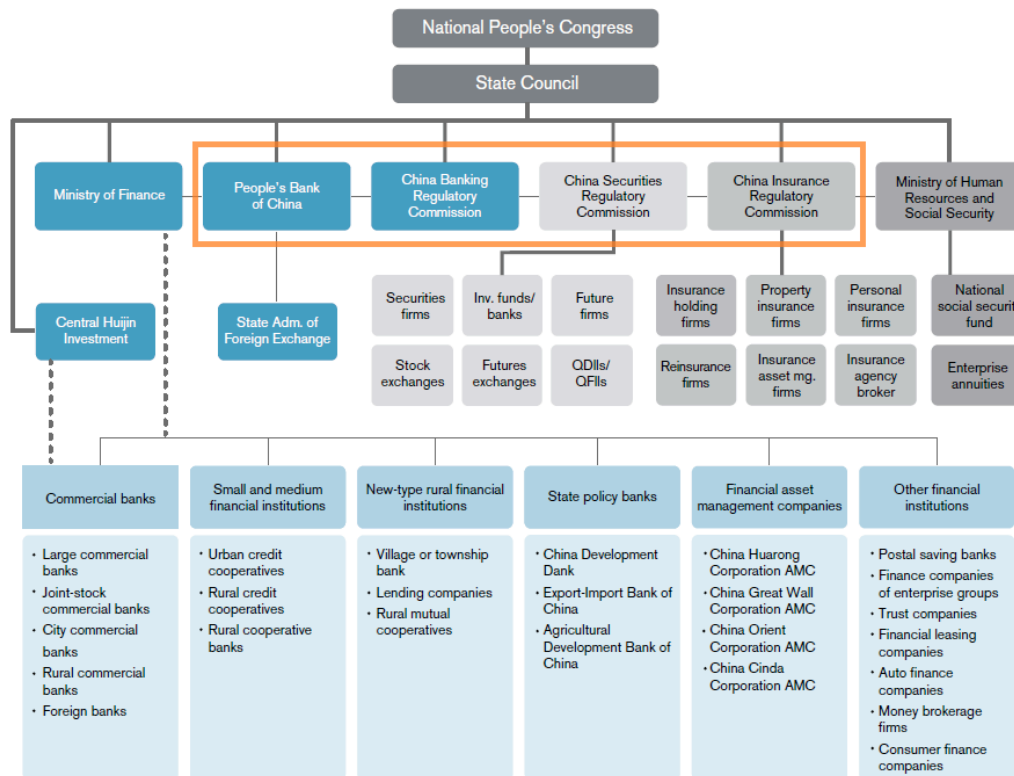 National People's Congress
State Council
Ministry of Finance
People's Bank
of China
China Banking
Regulatory
Commission
China Securities
Regulatory
Commission
China Insurance
Regulatory
Commission
Ministry of Human
Resources and
Social Security
Central Huijin
Investment
State Adm. of
Foreign Exchange
Securities
firms
Inv. funds/
banks
Future
firms
Insurance
holding
firms
Property
insurance
firms
Personal
insurance
firms
National
social securit
fund
Stock
exchanges
Futures
exchanges
QDIIs/
QFIIs
Reinsurance
firms
Insurance
asset mg.
firms
Insurance
agency
broker
Enterprise
annuities
Commercial banks
Small and medium
financial institutions
New-type rural financial
institutions
State policy banks
Financial asset
management companies
Other financial
institutions
· Large commercial
banks
· Joint-stock
commercial banks
· City commercial
banks
· Rural commercial
banks
· Foreign banks
· Urban credit
cooperatives
· Rural credit
cooperatives
· Rural cooperative
banks
· Village or township
bank
· Lending companies
· Rural mutual
cooperatives
· China Development
Dank
· Export-Import Bank of
China
· Agricultural
Development Bank of
China
· China Huarong
Corporation AMC
· China Great Wall
Corporation AMC
· China Orient
Corporation AMC
· China Cinda
Corporation AMC
· Postal saving banks
· Finance companies
of enterprise groups
· Trust companies
· Financial leasing
companies
· Auto finance
companies
· Money brokerage
firms
· Consumer finance
companies